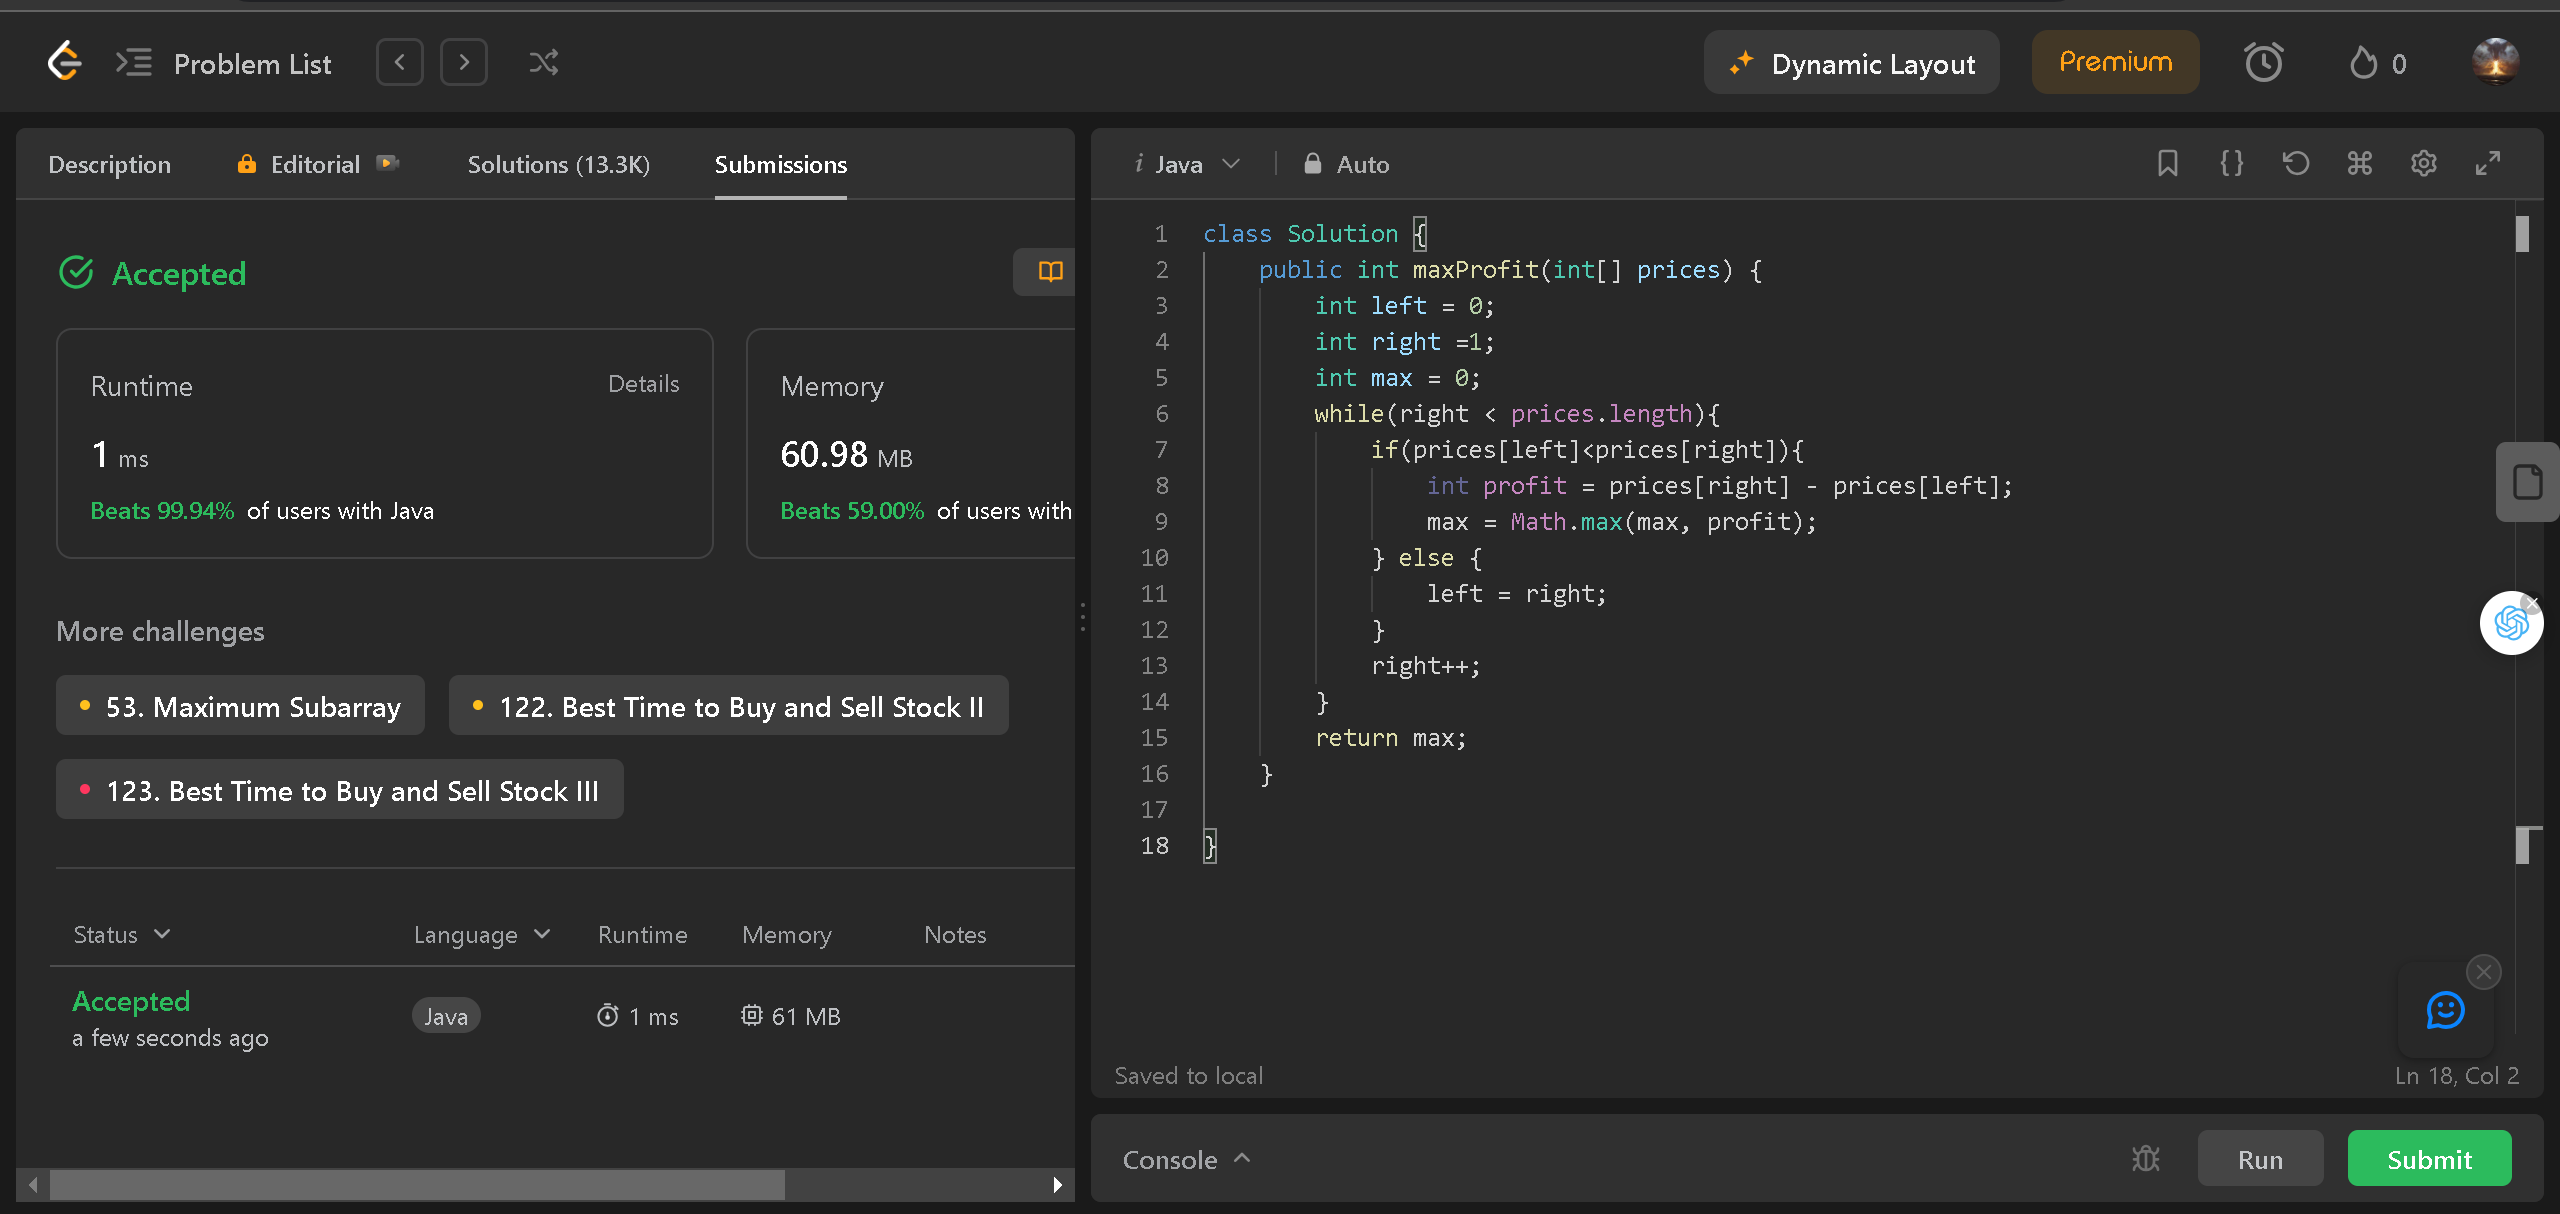 Problem List
Dynamic Layout
Premium
0
Description
Editorial
Solutions (13.3K)
Submissions
Accepted
Runtime
Details
1 ms
Beats 99.94% of users with Java
Memory
60.98 MB
Beats 59.00% of users with
More challenges
53. Maximum Subarray
122. Best Time to Buy and Sell Stock II
123. Best Time to Buy and Sell Stock III
Status Language Runtime Memory Notes
Accepted
a few seconds ago
Java
1 ms
61 MB
i Java
Auto
1 class Solution {
2     public int maxProfit(int[] prices) {
3         int left = 0;
4         int right =1;
5         int max = 0;
6         while(right < prices.length){
7             if(prices[left]<prices[right]){
8                 int profit = prices[right] - prices[left];
9                 max = Math.max(max, profit);
10             } else {
11                 left = right;
12             }
13             right++;
14         }
15         return max;
16     }
17
18 }
Saved to local
Ln 18, Col 2
Console
Run
Submit